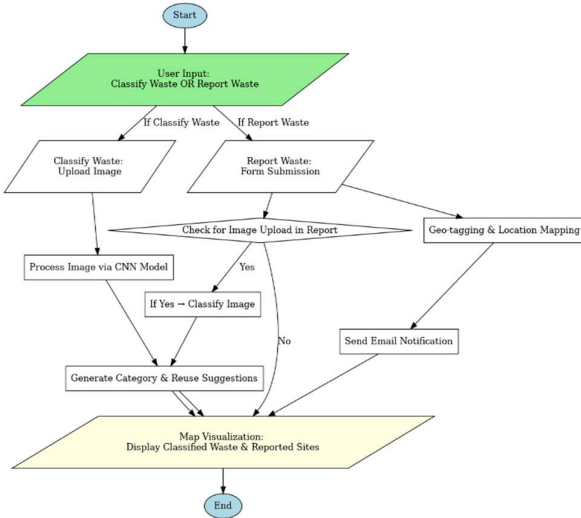 Start
User Input:
Classify Waste OR Report Waste
If Classify Waste
If Report Waste
Classify Waste:
Upload Image
Report Waste:
Form Submission
Check for Image Upload in Report
Geo-tagging & Location Mapping
Process Image via CNN Model
Yes
If Yes → Classify Image
No
Send Email Notification
Generate Category & Reuse Suggestions
Map Visualization:
Display Classified Waste & Reported Sites
End